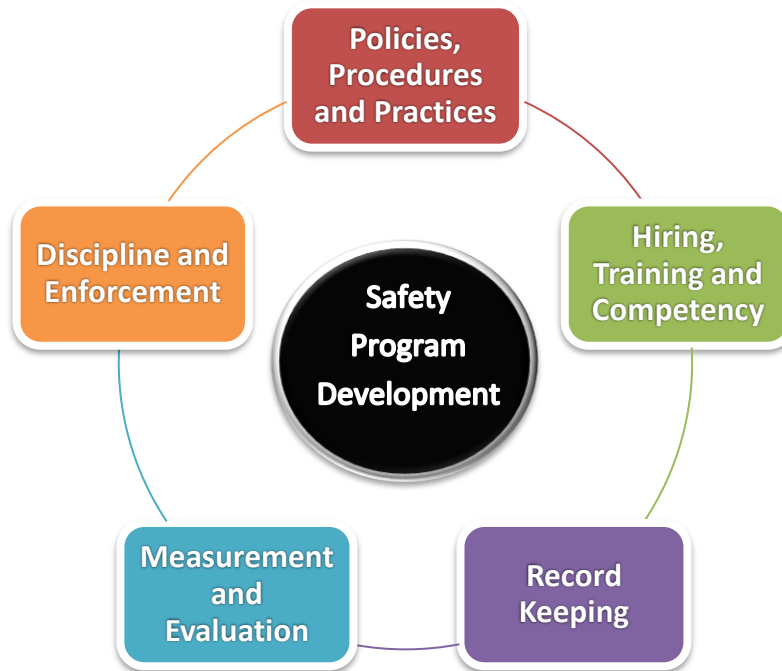 Policies,
Procedures
and Practices
Hiring,
Training and
Competency
Record
Keeping
Measurement
and
Evaluation
Discipline and
Enforcement
Safety
Program
Development